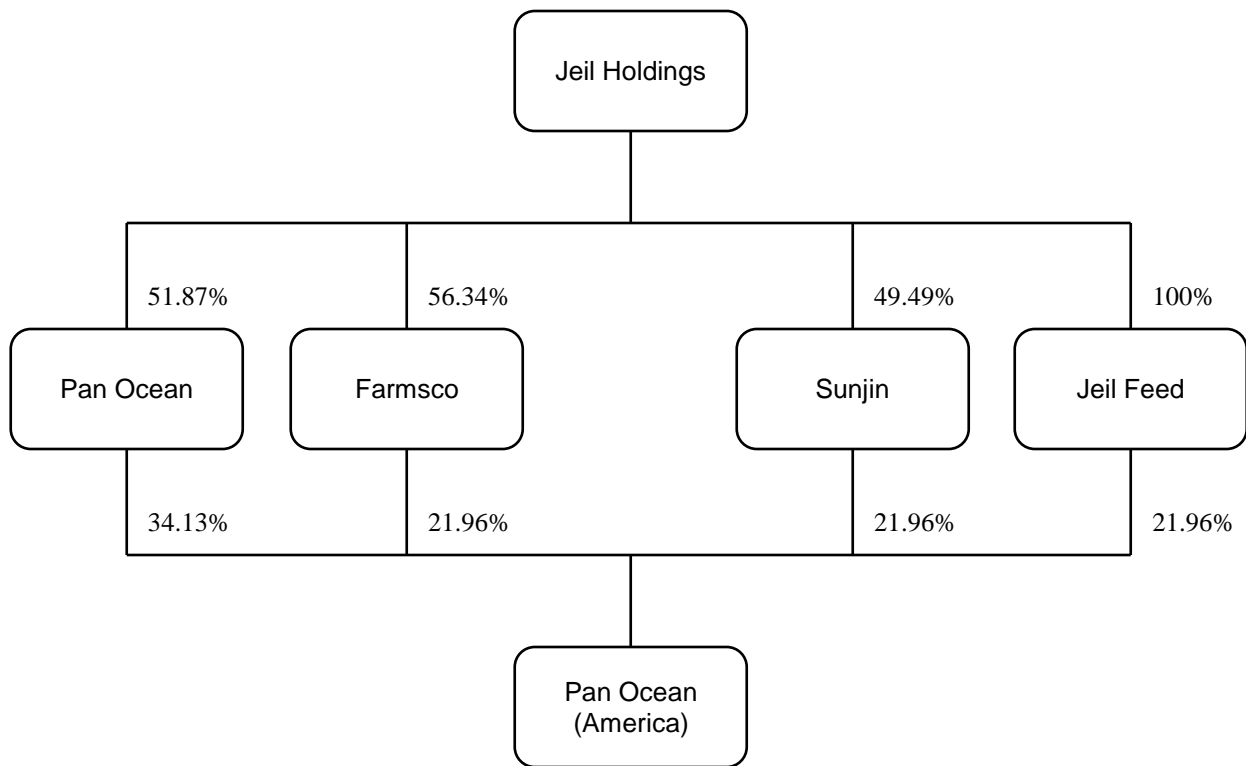 Jeil Holdings
51.87%
56.34%
49.49%
100%
Pan Ocean
Farmsco
Sunjin
Jeil Feed
34.13%
21.96%
21.96%
21.96%
Pan Ocean
(America)